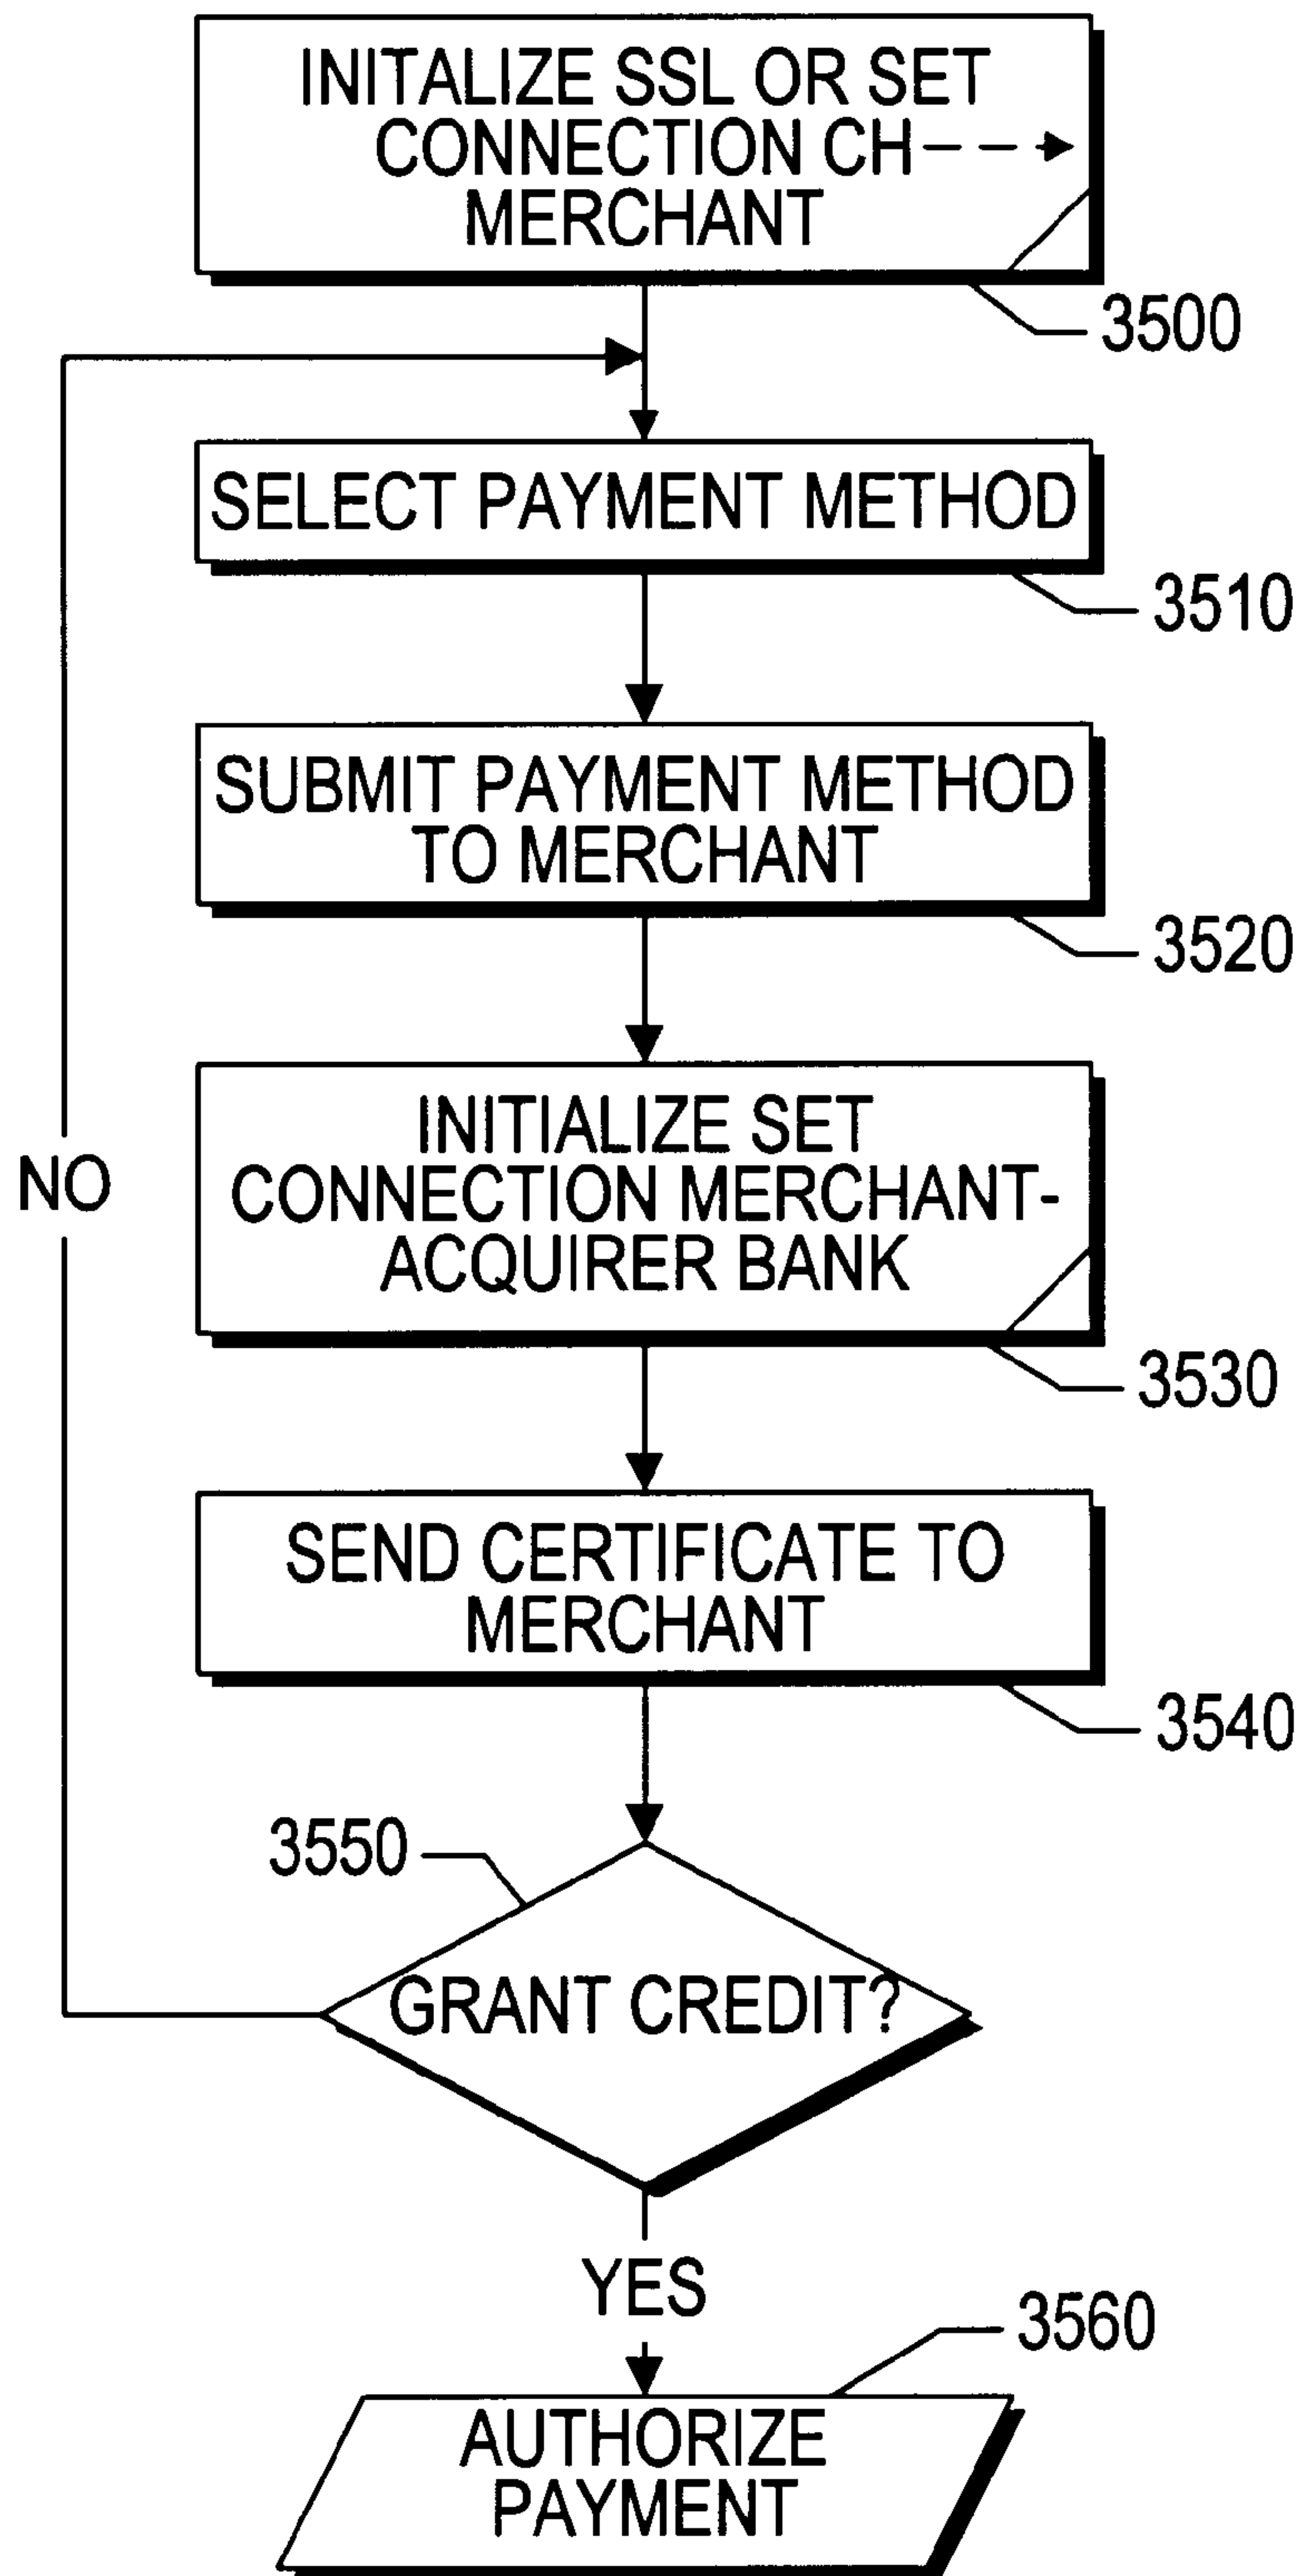 INITALIZE SSL OR SET
CONNECTION CH
MERCHANT
3500
SELECT PAYMENT METHOD
3510
SUBMIT PAYMENT METHOD
TO MERCHANT
3520
INITIALIZE SET
CONNECTION MERCHANT-
ACQUIRER BANK
NO
3530
SEND CERTIFICATE TO
MERCHANT
3540
3550
GRANT CREDIT?
YES
3560
AUTHORIZE
PAYMENT